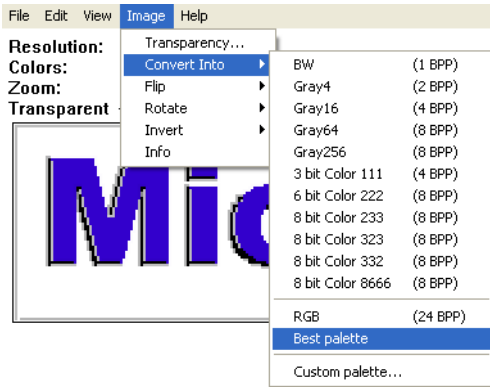 File Edit View Image Help
Resolution:
Colors:
Zoom:
Transparent
Transparency...
Convert Into
Flip
Rotate
Invert
Info
BW (1 BPP)
Gray4 (2 BPP)
Gray16 (4 BPP)
Gray64 (8 BPP)
Gray256 (8 BPP)
3 bit Color 111 (4 BPP)
6 bit Color 222 (8 BPP)
8 bit Color 233 (8 BPP)
8 bit Color 323 (8 BPP)
8 bit Color 332 (8 BPP)
8 bit Color 8666 (8 BPP)
RGB (24 BPP)
Best palette
Custom palette...
Mic